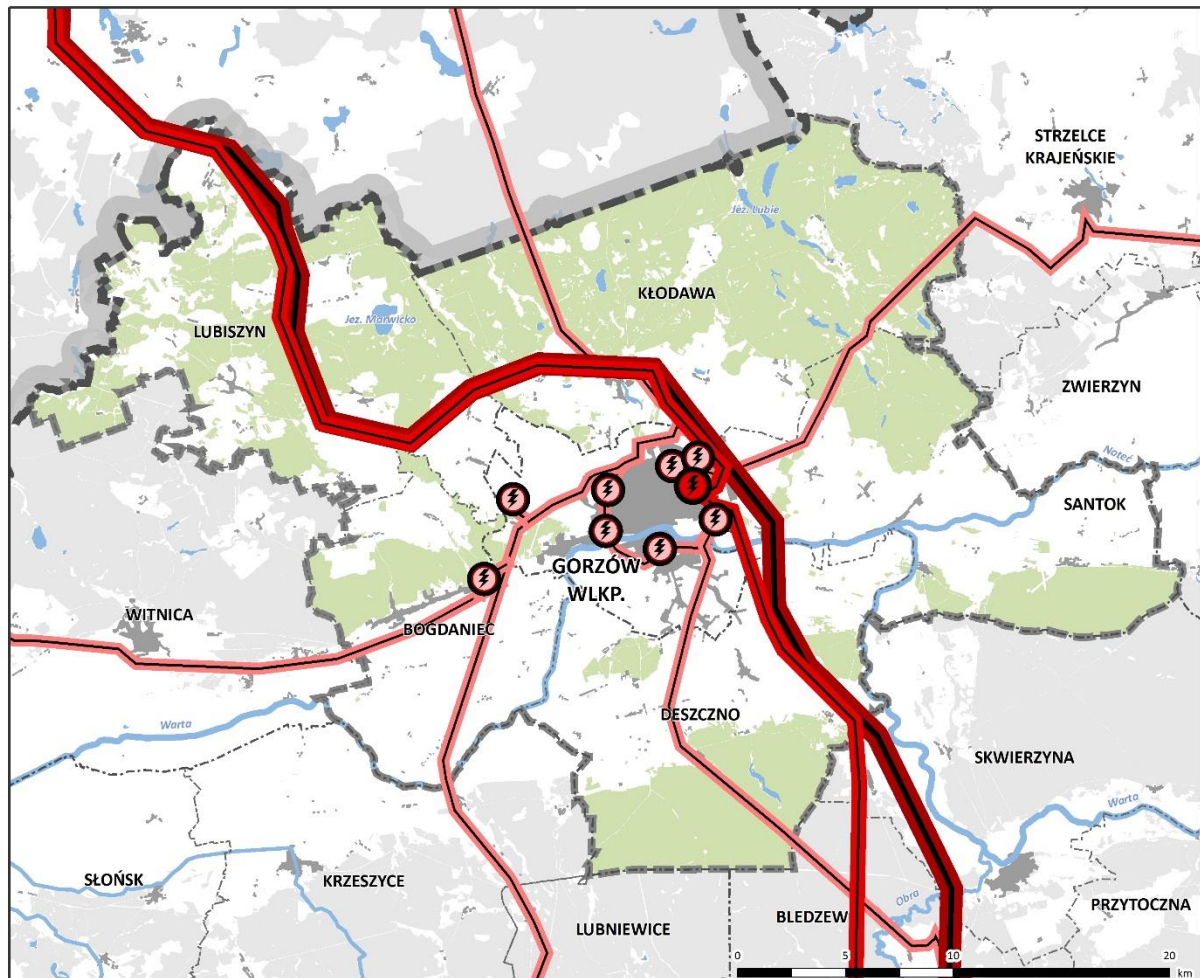 STRZELCE
KRAJEŃSKIE
Jez. Lubie
KŁODAWA
LUBISZYN
Jez. Marwicko
ZWIERZYN
Noteć
SANTOK
GORZÓW
WLKP.
WITNICA
BOGDANIEC
DESZCZNO
Warta
SKWIERZYNA
Warta
SŁOŃSK
KRZESZYCE
Obra
PRZYTOCZNA
LUBNIEWICE
BLEDZEW
0 5 10 20
km